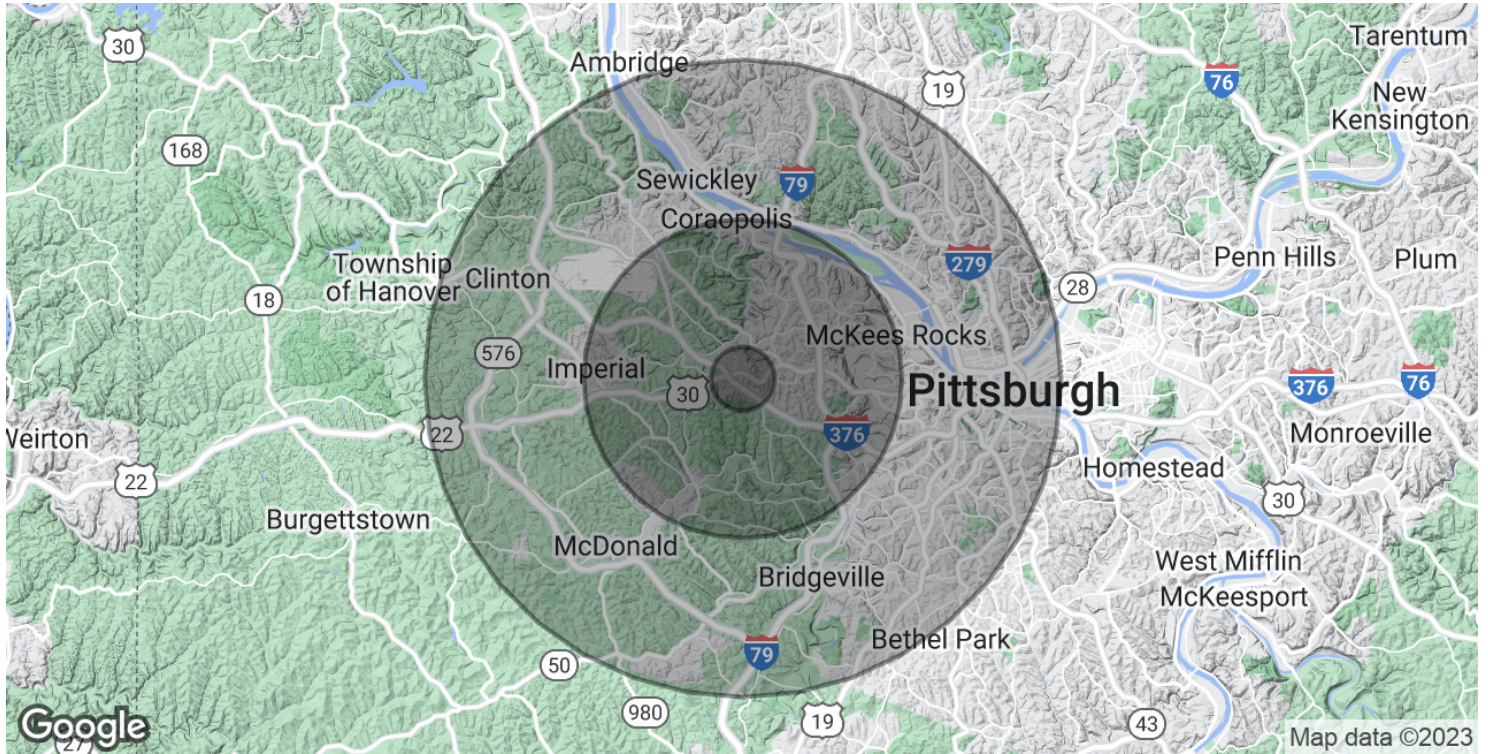 30
Ambridge
Tarentum
19
76
New
Kensington
168
Sewickley
79
Coraopolis
Township
of Hanover
Clinton
279
Penn Hills
Plum
18
28
McKees Rocks
576
Imperial
30
Pittsburgh
376
76
22
376
Weirton
Monroeville
22
Homestead
30
Burgettstown
McDonald
West Mifflin
Bridgeville
McKeesport
Bethel Park
79
50
980
19
43
Google
27
Map data ©2023